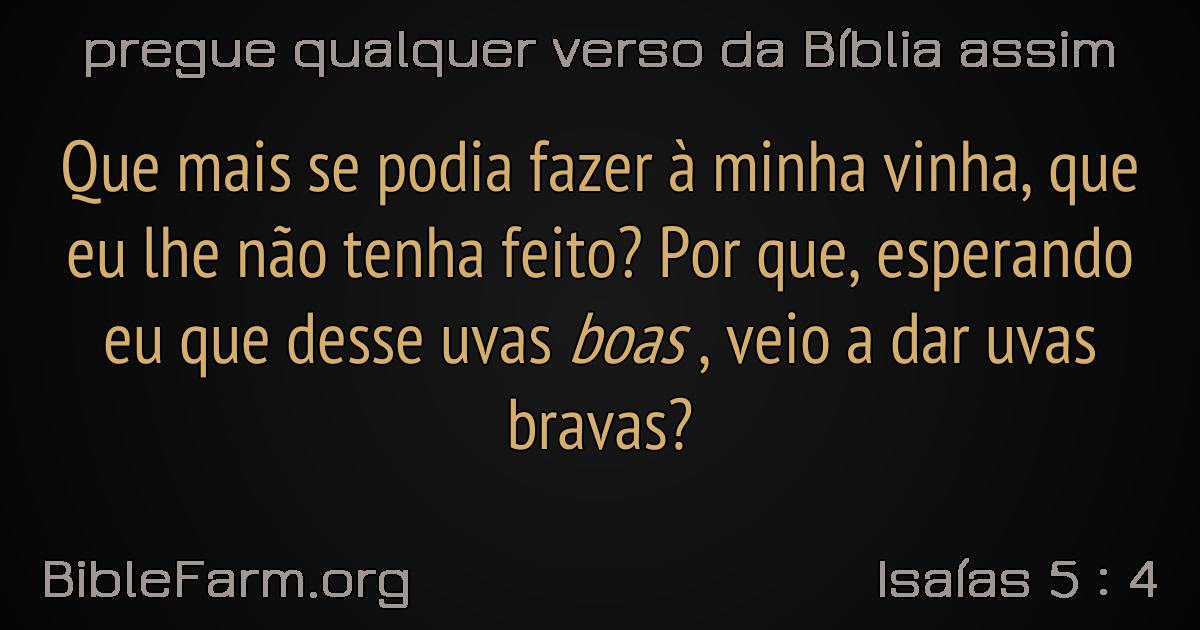 pregue qualquer verso da Bíblia assim
Que mais se podia fazer à minha vinha, que
eu lhe não tenha feito? Por que, esperando
eu que desse uvas boas , veio a dar uvas
bravas?
BibleFarm.org
Isaías 5 : 4